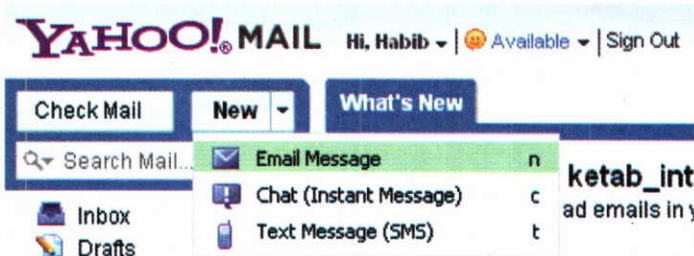 YAHOO!® MAIL Hi, Habib Available Sign Out
Check Mail New What's New
Search Mail...
Email Message n
Chat (Instant Message) c
Text Message (SMS) t
ketab_int
ad emails in y
Inbox
Drafts